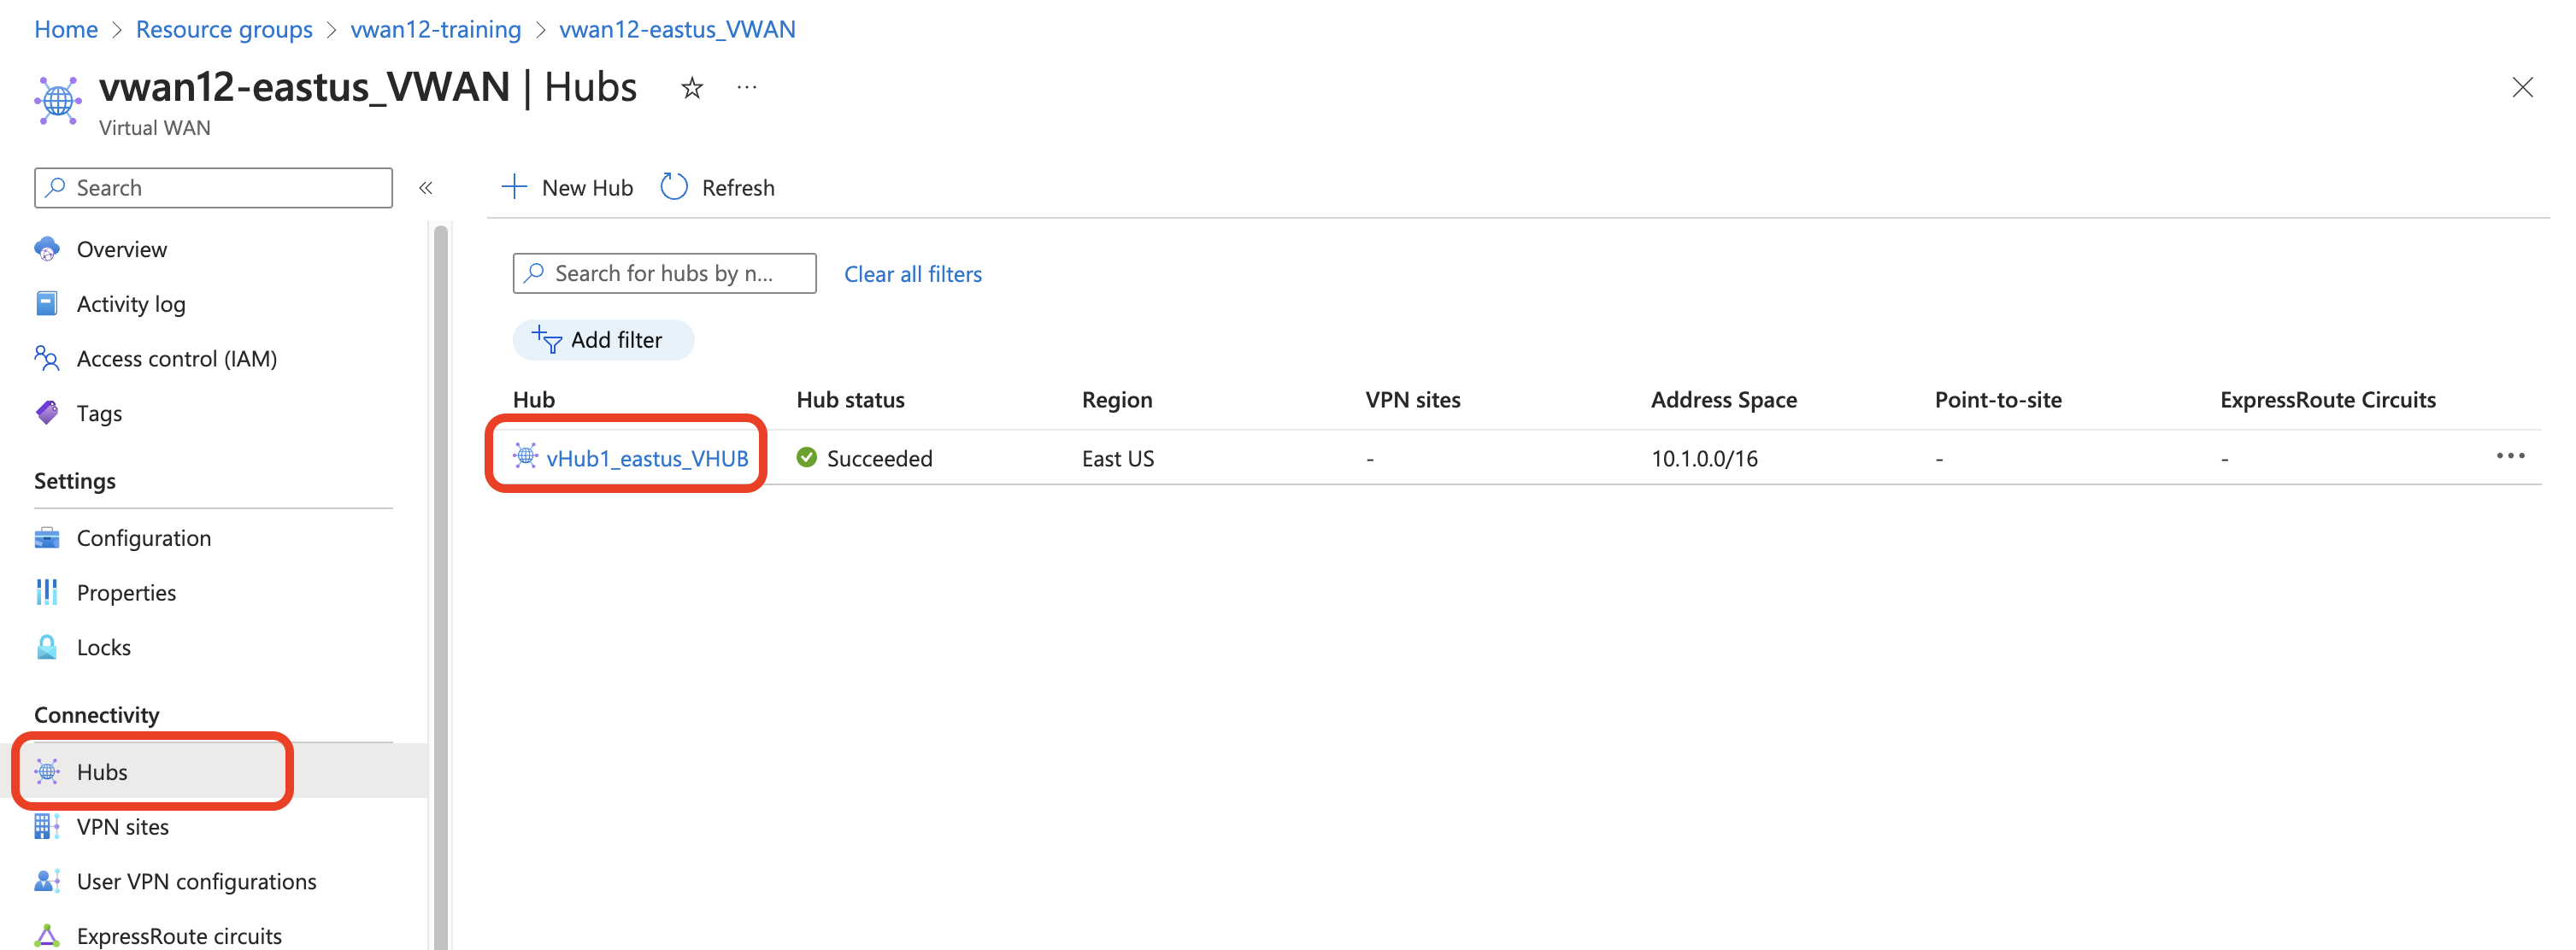 Home > Resource groups > vwan12-training > vwan12-eastus_VWAN
vwan12-eastus_VWAN | Hubs
Virtual WAN
Search
Overview
Activity log
Access control (IAM)
Tags
Settings
Configuration
Properties
Locks
Connectivity
Hubs
VPN sites
User VPN configurations
ExpressRoute circuits
New Hub Refresh
Search for hubs by n... Clear all filters
Add filter
Hub Hub status Region VPN sites Address Space Point-to-site ExpressRoute Circuits
vHub1_eastus_VHUB Succeeded East US - 10.1.0.0/16 - -